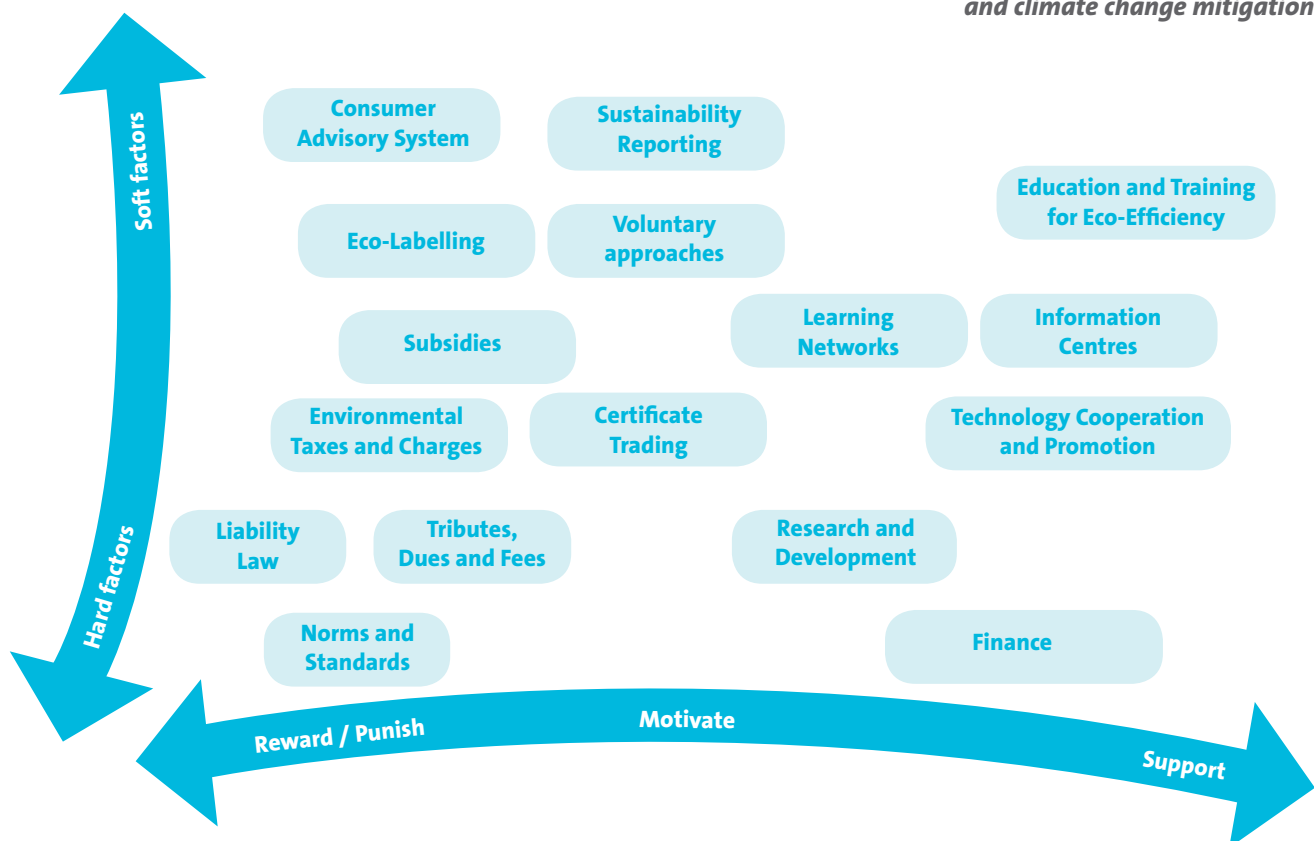 and climate change mitigation
Soft factors
Hard factors
Consumer
Advisory System
Sustainability
Reporting
Education and Training
for Eco-Efficiency
Eco-Labelling
Voluntary
approaches
Learning
Networks
Information
Centres
Subsidies
Environmental
Taxes and Charges
Certificate
Trading
Technology Cooperation
and Promotion
Liability
Law
Tributes,
Dues and Fees
Research and
Development
Norms and
Standards
Finance
Reward / Punish
Motivate
Support